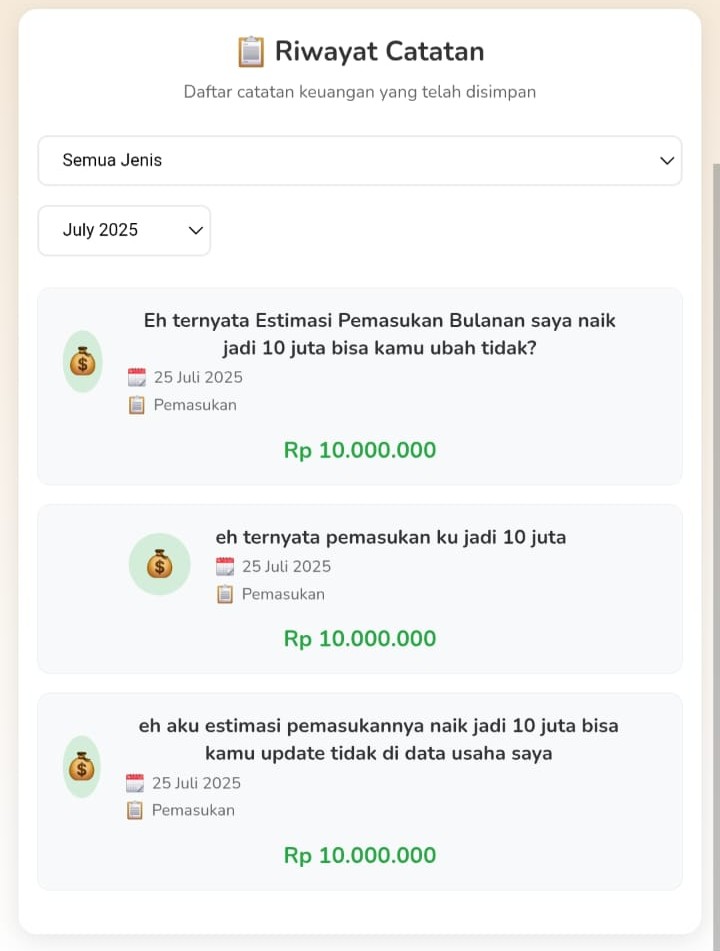 Riwayat Catatan
Daftar catatan keuangan yang telah disimpan
Semua Jenis
July 2025
Eh ternyata Estimasi Pemasukan Bulanan saya naik
jadi 10 juta bisa kamu ubah tidak?
25 Juli 2025
Pemasukan
Rp 10.000.000
eh ternyata pemasukan ku jadi 10 juta
25 Juli 2025
Pemasukan
Rp 10.000.000
eh aku estimasi pemasukannya naik jadi 10 juta bisa
kamu update tidak di data usaha saya
25 Juli 2025
Pemasukan
Rp 10.000.000